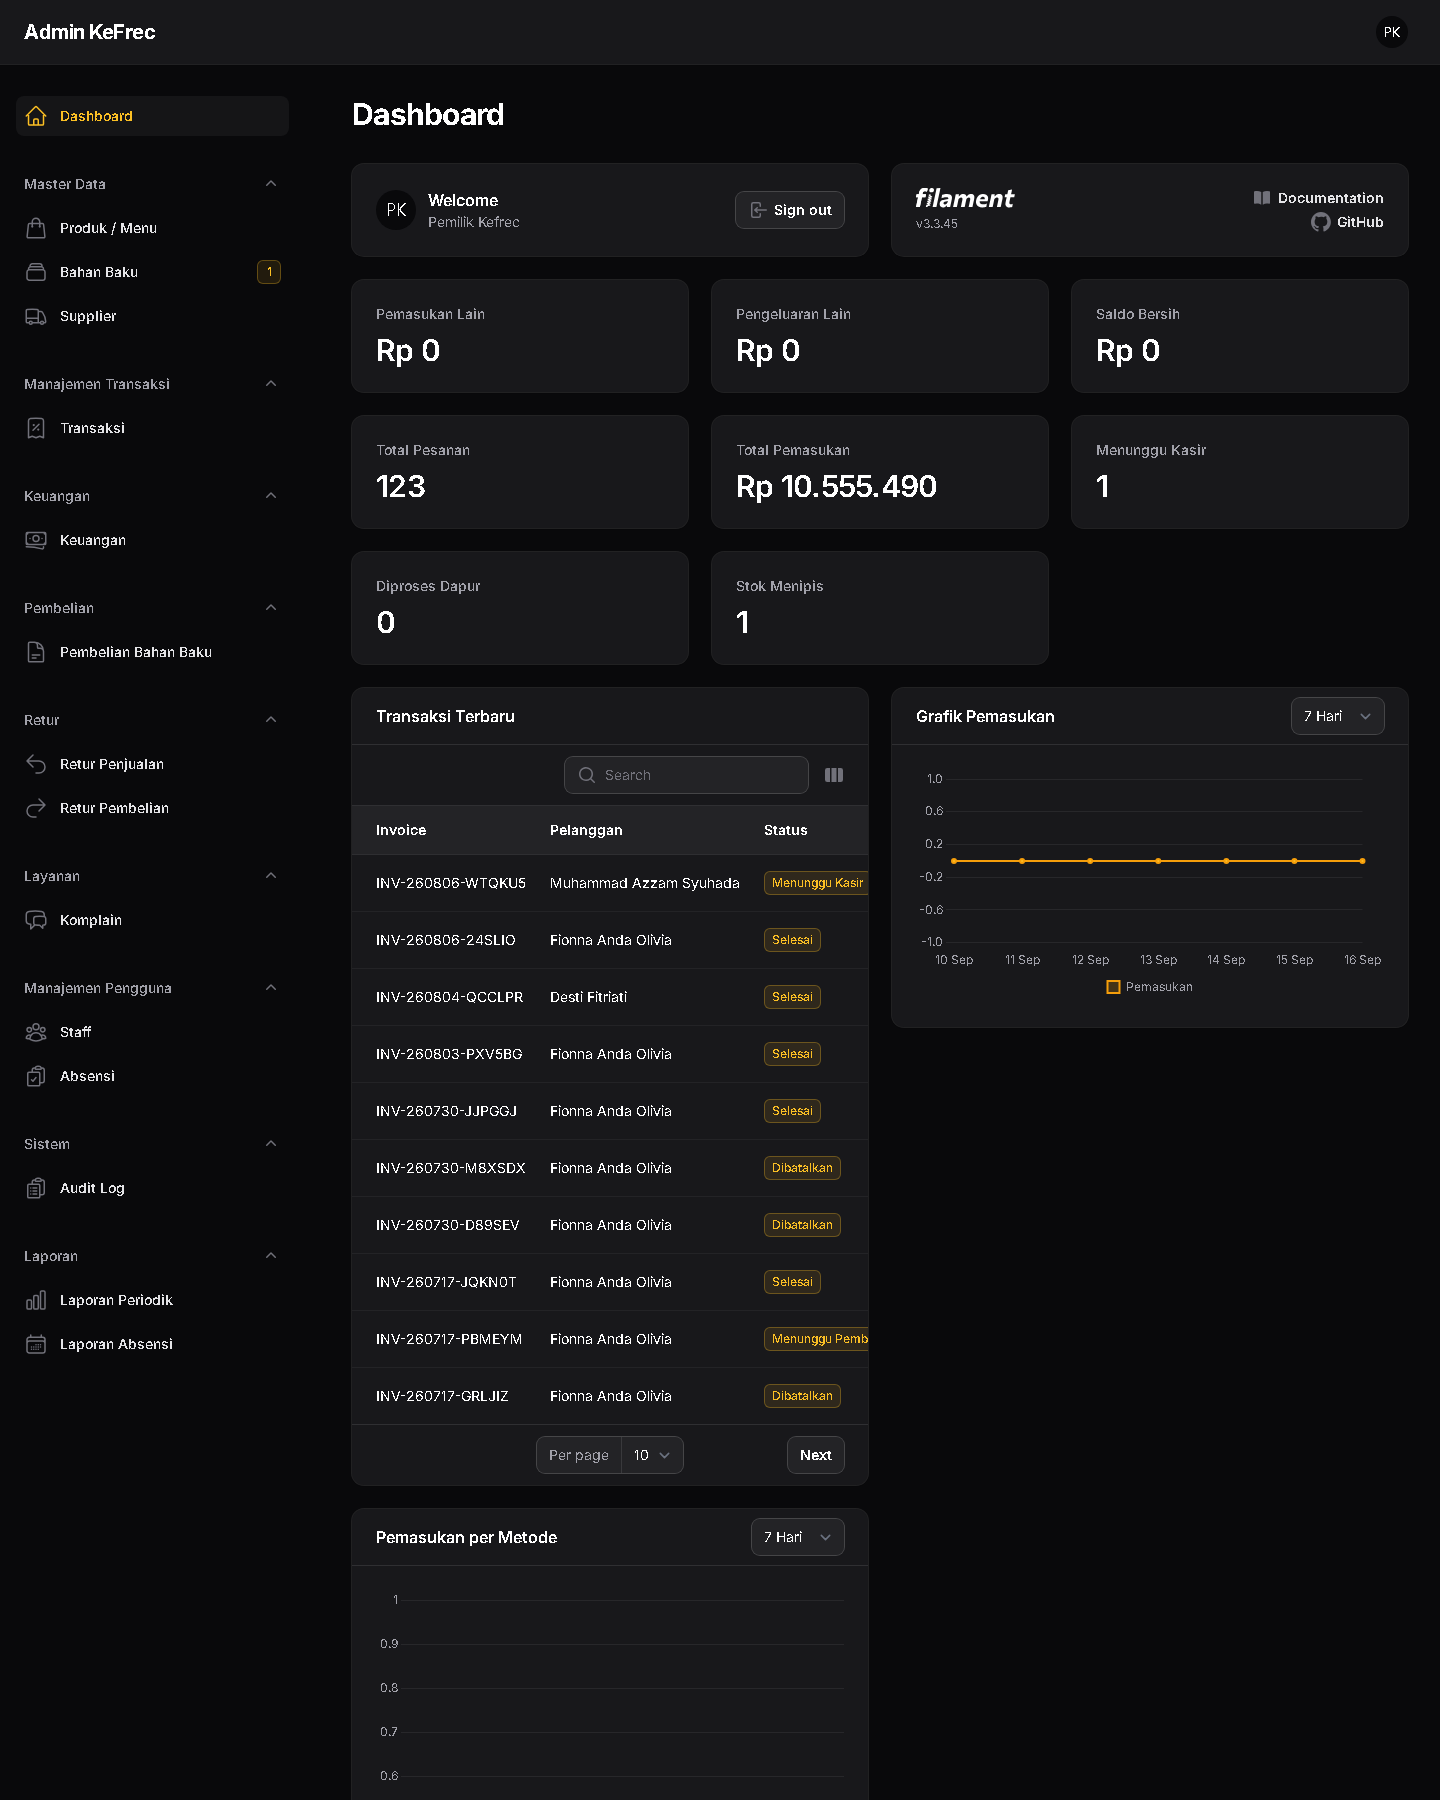 Admin KeFrec
PK
Dashboard
Master Data
Produk / Menu
Bahan Baku
1
Supplier
Manajemen Transaksi
Transaksi
Keuangan
Keuangan
Pembelian
Pembelian Bahan Baku
Retur
Retur Penjualan
Retur Pembelian
Layanan
Komplain
Manajemen Pengguna
Staff
Absensi
Sistem
Audit Log
Laporan
Laporan Periodik
Laporan Absensi
Dashboard
PK
Welcome
Pemilik Kefrec
Sign out
filament
v3.3.45
Documentation
GitHub
Pemasukan Lain
Rp 0
Pengeluaran Lain
Rp 0
Saldo Bersih
Rp 0
Total Pesanan
123
Total Pemasukan
Rp 10.555.490
Menunggu Kasir
1
Diproses Dapur
0
Stok Menipis
1
Transaksi Terbaru
Search
Invoice Pelanggan Status
INV-260806-WTQKU5 Muhammad Azzam Syuhada Menunggu Kasir
INV-260806-24SLIO Fionna Anda Olivia Selesai
INV-260804-QCCLPR Desti Fitriati Selesai
INV-260803-PXV5BG Fionna Anda Olivia Selesai
INV-260730-JJPGGJ Fionna Anda Olivia Selesai
INV-260730-M8XSDX Fionna Anda Olivia Dibatalkan
INV-260730-D89SEV Fionna Anda Olivia Dibatalkan
INV-260717-JQKN0T Fionna Anda Olivia Selesai
INV-260717-PBMEYM Fionna Anda Olivia Menunggu Pemb
INV-260717-GRLJIZ Fionna Anda Olivia Dibatalkan
Per page 10
Next
Grafik Pemasukan
7 Hari
1.0
0.6
0.2
-0.2
-0.6
-1.0
10 Sep 11 Sep 12 Sep 13 Sep 14 Sep 15 Sep 16 Sep
Pemasukan
Pemasukan per Metode
7 Hari
1
0.9
0.8
0.7
0.6